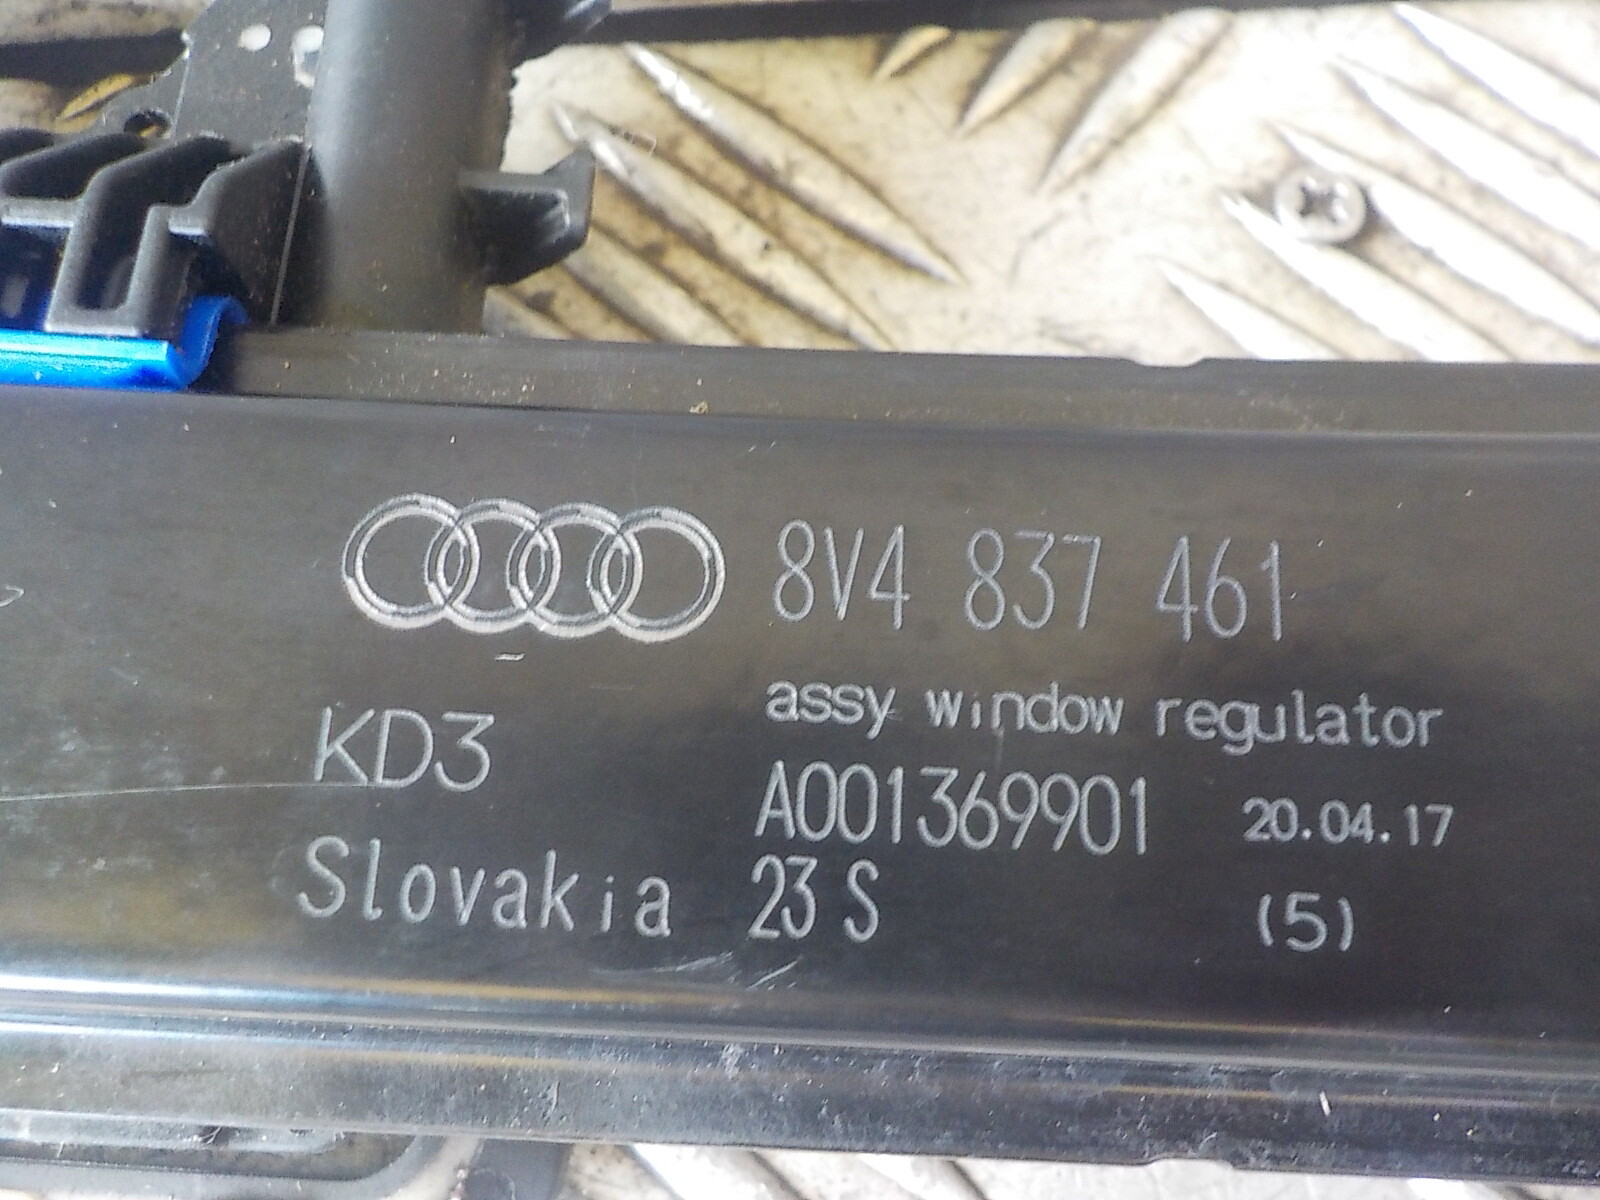 8V4 837 461
assy window regulator
KD3
A001369901 20.04.17
Slovakia 23 S (5)